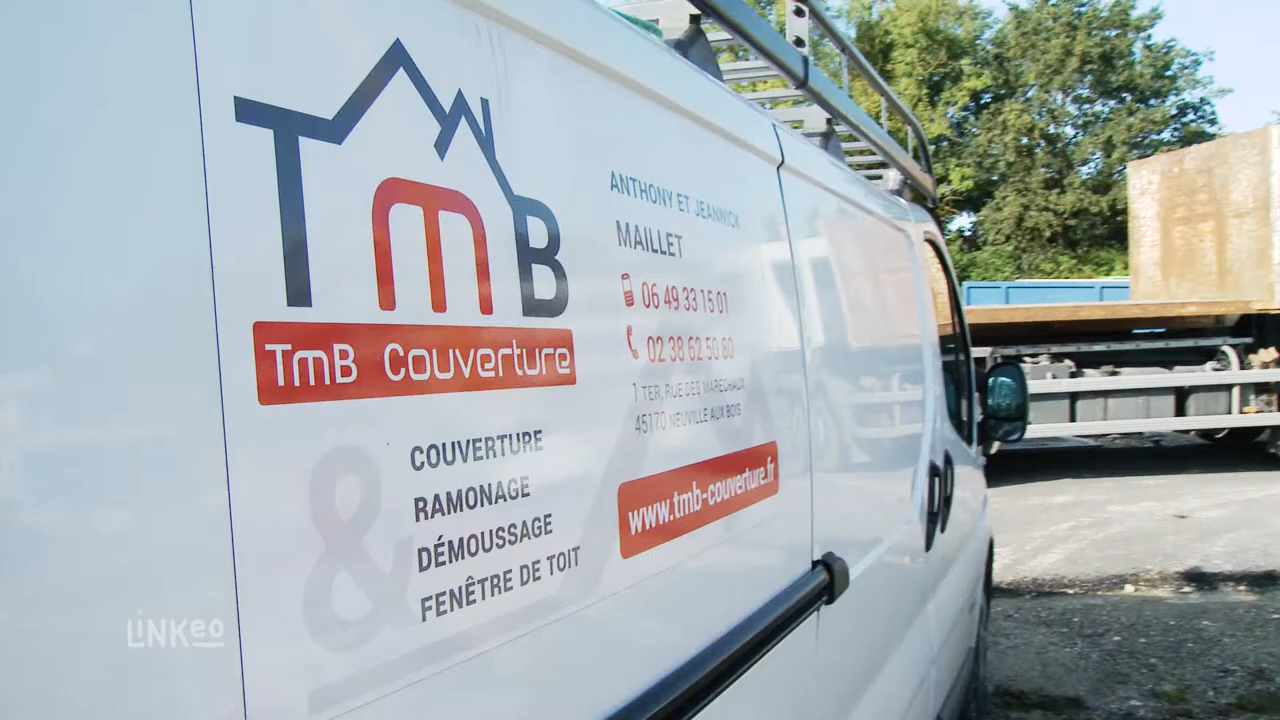 TmB
TmB Couverture
COUVERTURE
RAMONAGE
DÉMOUSSAGE
FENÊTRE DE TOIT
&
ANTHONY ET JEANNICK
MAILLET
06 49 33 15 01
02 38 62 50 80
1 TER, RUE DES MARECHAUX
45170 NEUVILLE AUX BOIS
www.tmb-couverture.fr
LiNKeo